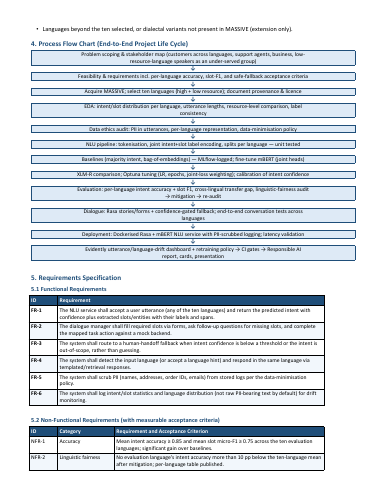 • Languages beyond the ten selected, or dialectal variants not present in MASSIVE (extension only).
4. Process Flow Chart (End-to-End Project Life Cycle)
Problem scoping & stakeholder map (customers across languages, support agents, business, low-
resource-language speakers as an under-served group)
↓
Feasibility & requirements incl. per-language accuracy, slot-F1, and safe-fallback acceptance criteria
↓
Acquire MASSIVE; select ten languages (high + low resource); document provenance & licence
↓
EDA: intent/slot distribution per language, utterance lengths, resource-level comparison, label
consistency
↓
Data ethics audit: PII in utterances, per-language representation, data-minimisation policy
↓
NLU pipeline: tokenisation, joint intent+slot label encoding, splits per language — unit tested
↓
Baselines (majority intent, bag-of-embeddings) — MLflow-logged; fine-tune mBERT (joint heads)
↓
XLM-R comparison; Optuna tuning (LR, epochs, joint-loss weighting); calibration of intent confidence
↓
Evaluation: per-language intent accuracy + slot F1, cross-lingual transfer gap, linguistic-fairness audit
→ mitigation → re-audit
↓
Dialogue: Rasa stories/forms + confidence-gated fallback; end-to-end conversation tests across
languages
↓
Deployment: Dockerised Rasa + mBERT NLU service with PII-scrubbed logging; latency validation
↓
Evidently utterance/language-drift dashboard + retraining policy → CI gates → Responsible AI
report, cards, presentation
5. Requirements Specification
5.1 Functional Requirements
ID Requirement
FR-1 The NLU service shall accept a user utterance (any of the ten languages) and return the predicted intent with
confidence plus extracted slots/entities with their labels and spans.
FR-2 The dialogue manager shall fill required slots via forms, ask follow-up questions for missing slots, and complete
the mapped task action against a mock backend.
FR-3 The system shall route to a human-handoff fallback when intent confidence is below a threshold or the intent is
out-of-scope, rather than guessing.
FR-4 The system shall detect the input language (or accept a language hint) and respond in the same language via
templated/retrieval responses.
FR-5 The system shall scrub PII (names, addresses, order IDs, emails) from stored logs per the data-minimisation
policy.
FR-6 The system shall log intent/slot statistics and language distribution (not raw PII-bearing text by default) for drift
monitoring.
5.2 Non-Functional Requirements (with measurable acceptance criteria)
ID Category Requirement and Acceptance Criterion
NFR-1 Accuracy Mean intent accuracy ≥ 0.85 and mean slot micro-F1 ≥ 0.75 across the ten evaluation
languages; significant gain over baselines.
NFR-2 Linguistic fairness No evaluation language's intent accuracy more than 10 pp below the ten-language mean
after mitigation; per-language table published.